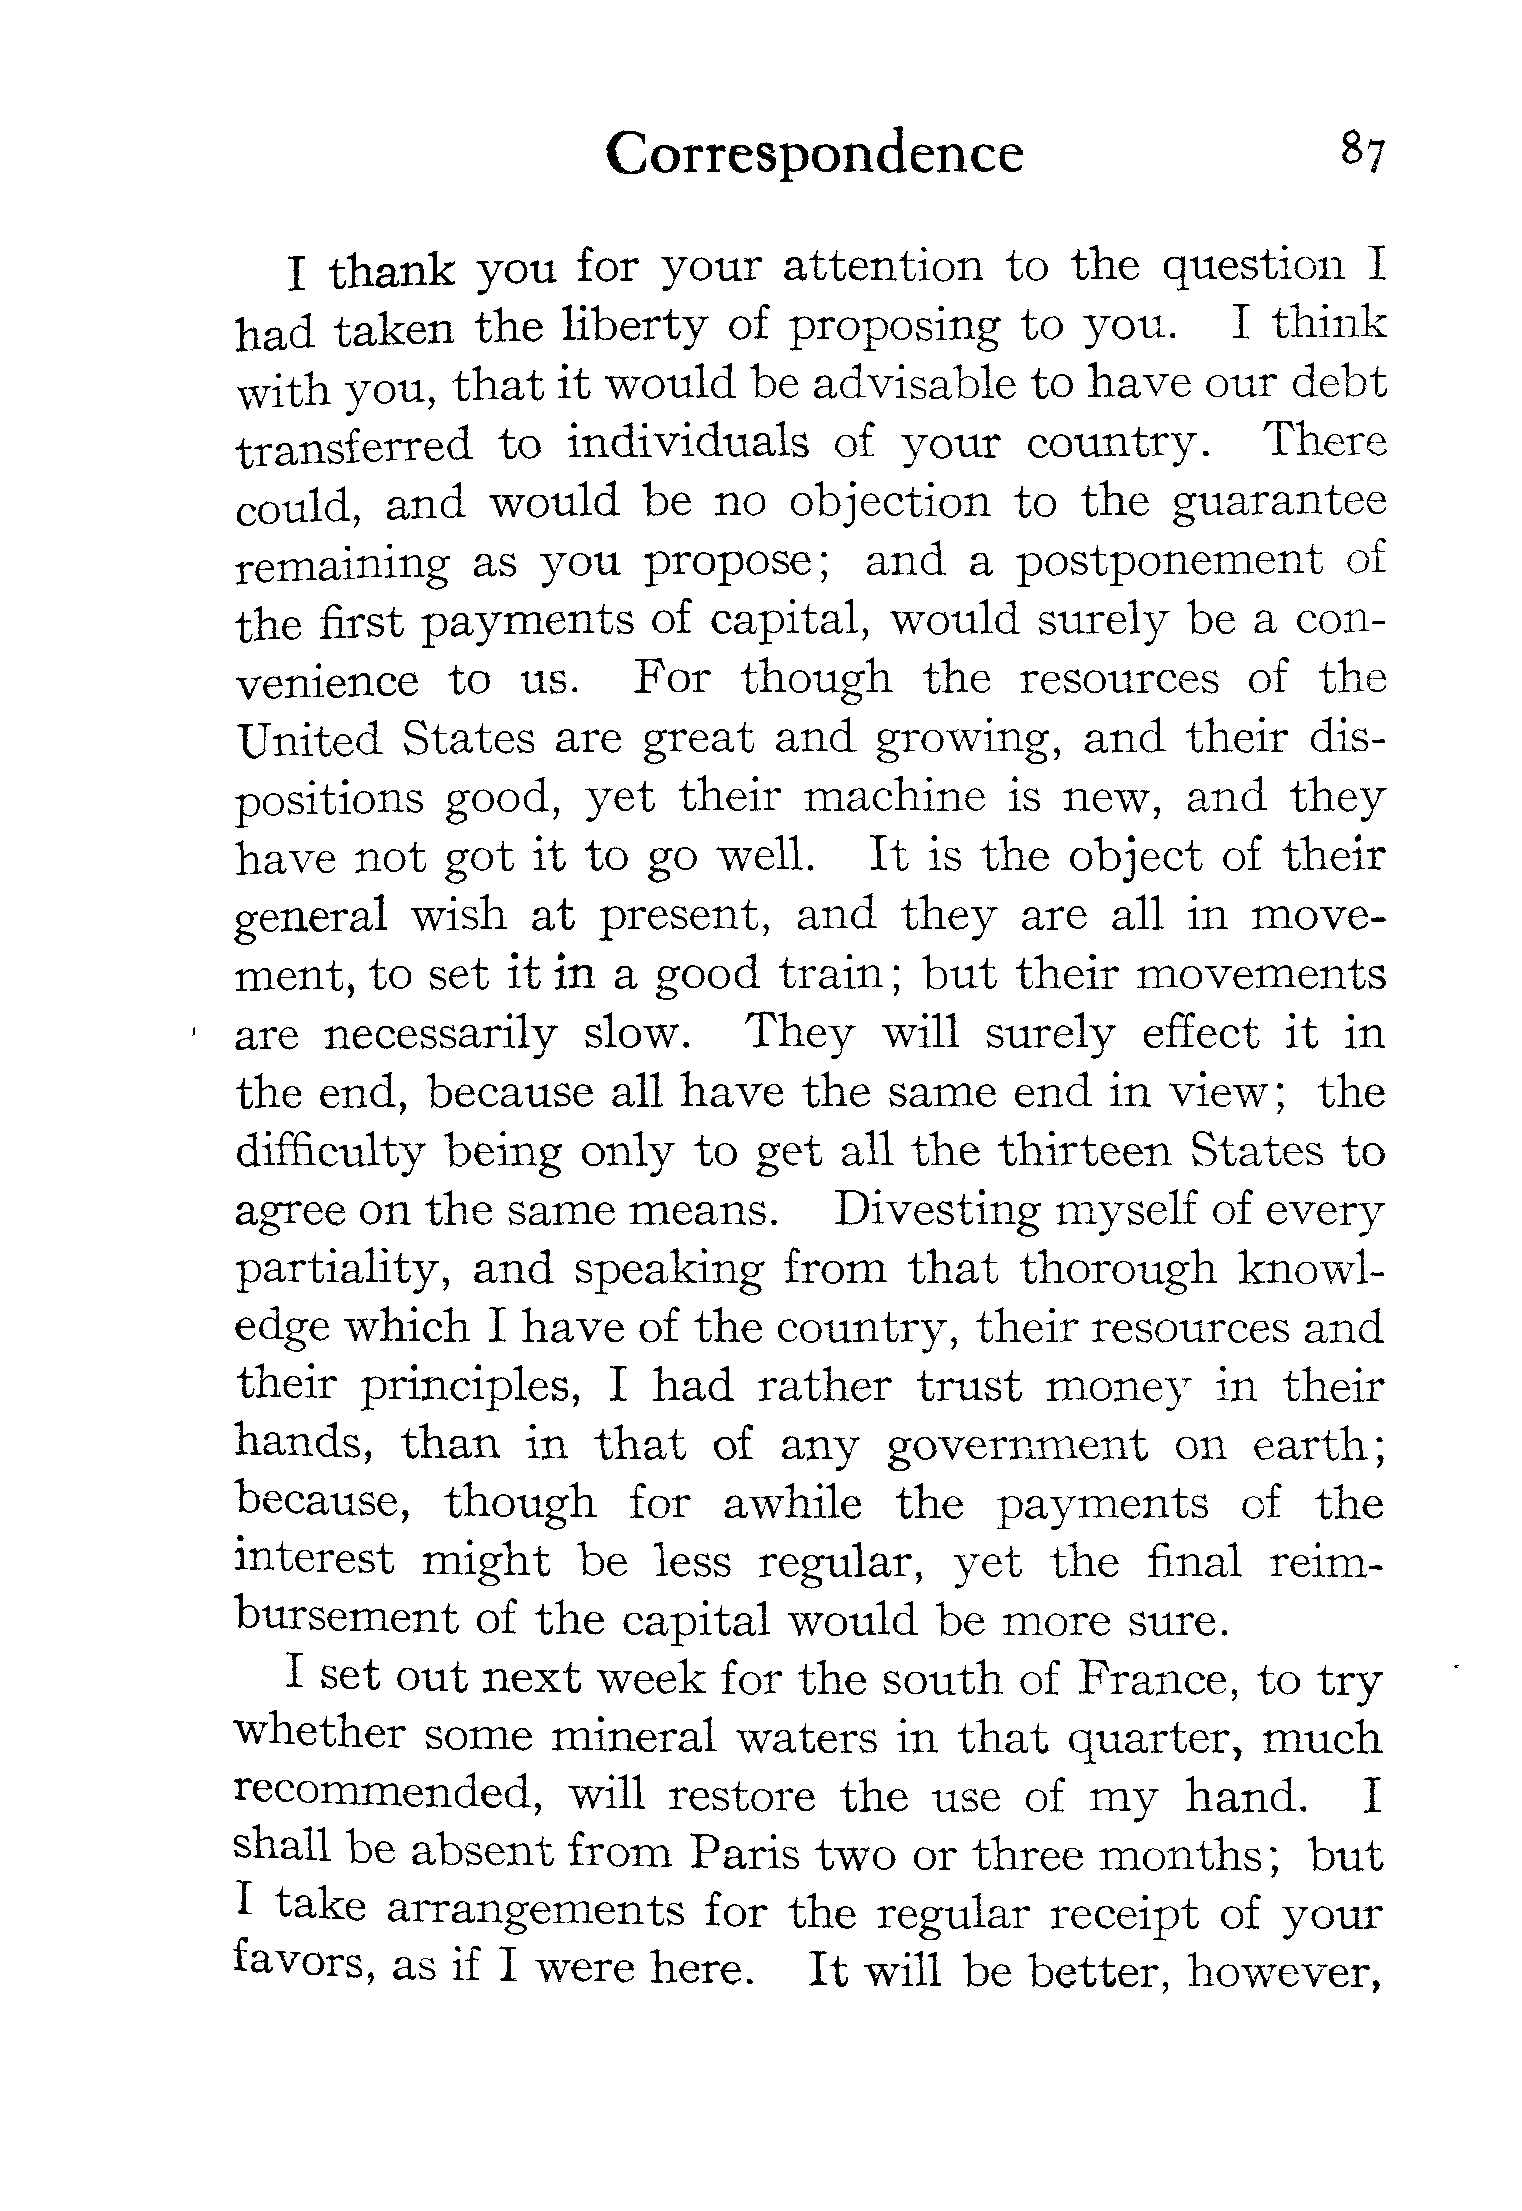 Correspondence 87
I thank you for your attention to the question I
had taken the liberty of proposing to you. I think
with you, that it would be advisable to have our debt
transferred to individuals of your country. There
could, and would be no objection to the guarantee
remaining as you propose; and a postponement of
the first payments of capital, would surely be a con-
venience to us. For though the resources of the
United States are great and growing, and their dis-
positions good, yet their machine is new, and they
have not got it to go well. It is the object of their
general wish at present, and they are all in move-
ment, to set it in a good train; but their movements
are necessarily slow. They will surely effect it in
the end, because all have the same end in view; the
difficulty being only to get all the thirteen States to
agree on the same means. Divesting myself of every
partiality, and speaking from that thorough knowl-
edge which I have of the country, their resources and
their principles, I had rather trust money in their
hands, than in that of any government on earth;
because, though for awhile the payments of the
interest might be less regular, yet the final reim-
bursement of the capital would be more sure.
I set out next week for the south of France, to try
whether some mineral waters in that quarter, much
recommended, will restore the use of my hand. I
shall be absent from Paris two or three months; but
I take arrangements for the regular receipt of your
favors, as if I were here. It will be better, however,